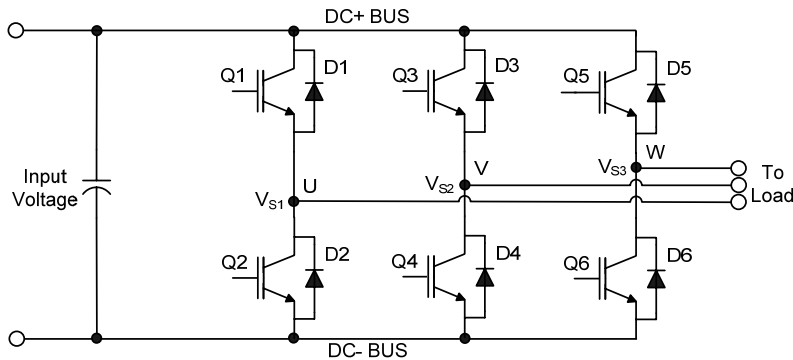 DC+ BUS
Q1
D1
Q3
D3
Q5
D5
Input
Voltage
VS1
U
VS2
V
VS3
W
To
Load
Q2
D2
Q4
D4
Q6
D6
DC- BUS